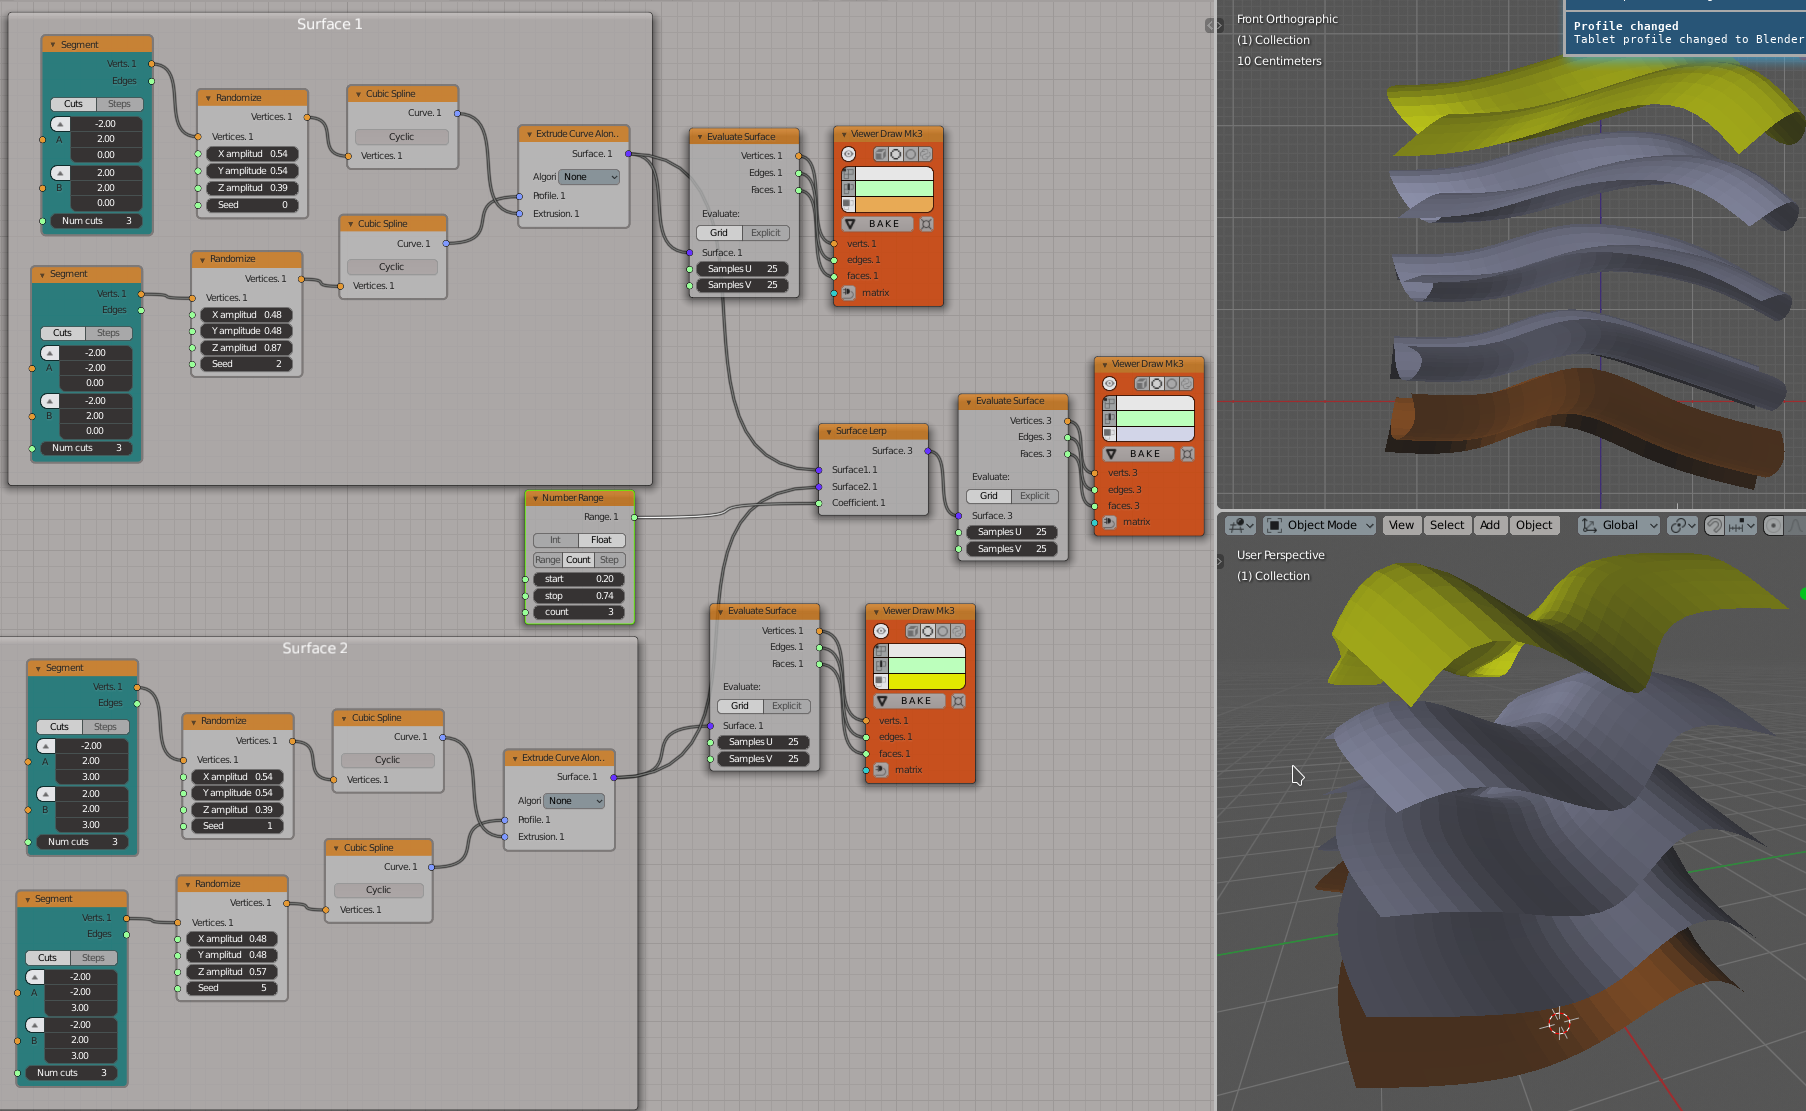 Surface 1
Segment
Verts. 1
Edges
Cuts Steps
-2.00
A 2.00
0.00
2.00
B 2.00
0.00
Num cuts 3
Randomize
Vertices. 1
Vertices. 1
X amplitud 0.54
Y amplitud 0.54
Z amplitud 0.39
Seed 0
Cubic Spline
Curve. 1
Cyclic
Vertices. 1
Extrude Curve Alon..
Surface. 1
Algori None
Profile. 1
Extrusion. 1
Segment
Verts. 1
Edges
Cuts Steps
-2.00
A -2.00
0.00
-2.00
B 2.00
0.00
Num cuts 3
Randomize
Vertices. 1
Vertices. 1
X amplitud 0.48
Y amplitud 0.48
Z amplitud 0.87
Seed 2
Cubic Spline
Curve. 1
Cyclic
Vertices. 1
Evaluate Surface
Vertices. 1
Edges. 1
Faces. 1
Evaluate:
Grid Explicit
Surface. 1
Samples U 25
Samples V 25
Viewer Draw Mk3
BAKE
verts. 1
edges. 1
faces. 1
matrix
Number Range
Range. 1
Int Float
Range Count Step
start 0.20
stop 0.74
count 3
Surface Lerp
Surface. 3
Surface1. 1
Surface2. 1
Coefficient. 1
Evaluate Surface
Vertices. 3
Edges. 3
Faces. 3
Evaluate:
Grid Explicit
Surface. 3
Samples U 25
Samples V 25
Viewer Draw Mk3
BAKE
verts. 3
edges. 3
faces. 3
matrix
Surface 2
Segment
Verts. 1
Edges
Cuts Steps
-2.00
A 2.00
3.00
2.00
B 2.00
3.00
Num cuts 3
Randomize
Vertices. 1
Vertices. 1
X amplitud 0.54
Y amplitud 0.54
Z amplitud 0.39
Seed 1
Cubic Spline
Curve. 1
Cyclic
Vertices. 1
Extrude Curve Alon..
Surface. 1
Algori None
Profile. 1
Extrusion. 1
Segment
Verts. 1
Edges
Cuts Steps
-2.00
A -2.00
3.00
-2.00
B 2.00
3.00
Num cuts 3
Randomize
Vertices. 1
Vertices. 1
X amplitud 0.48
Y amplitud 0.48
Z amplitud 0.57
Seed 5
Cubic Spline
Curve. 1
Cyclic
Vertices. 1
Evaluate Surface
Vertices. 1
Edges. 1
Faces. 1
Evaluate:
Grid Explicit
Surface. 1
Samples U 25
Samples V 25
Viewer Draw Mk3
BAKE
verts. 1
edges. 1
faces. 1
matrix
Front Orthographic
(1) Collection
10 Centimeters
Profile changed
Tablet profile changed to Blender
Object Mode View Select Add Object Global
User Perspective
(1) Collection